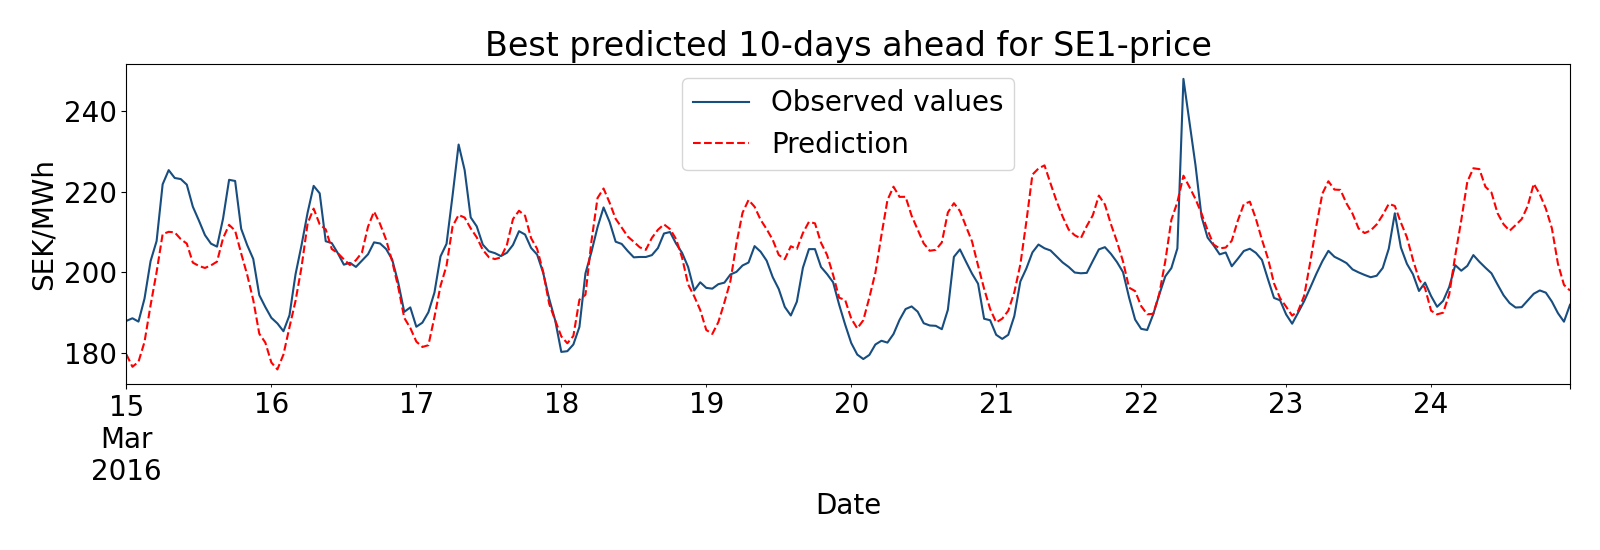 Best predicted 10-days ahead for SE1-price
Observed values
Prediction
SEK/MWh
240
220
200
180
15 16 17 18 19 20 21 22 23 24
Mar
2016
Date